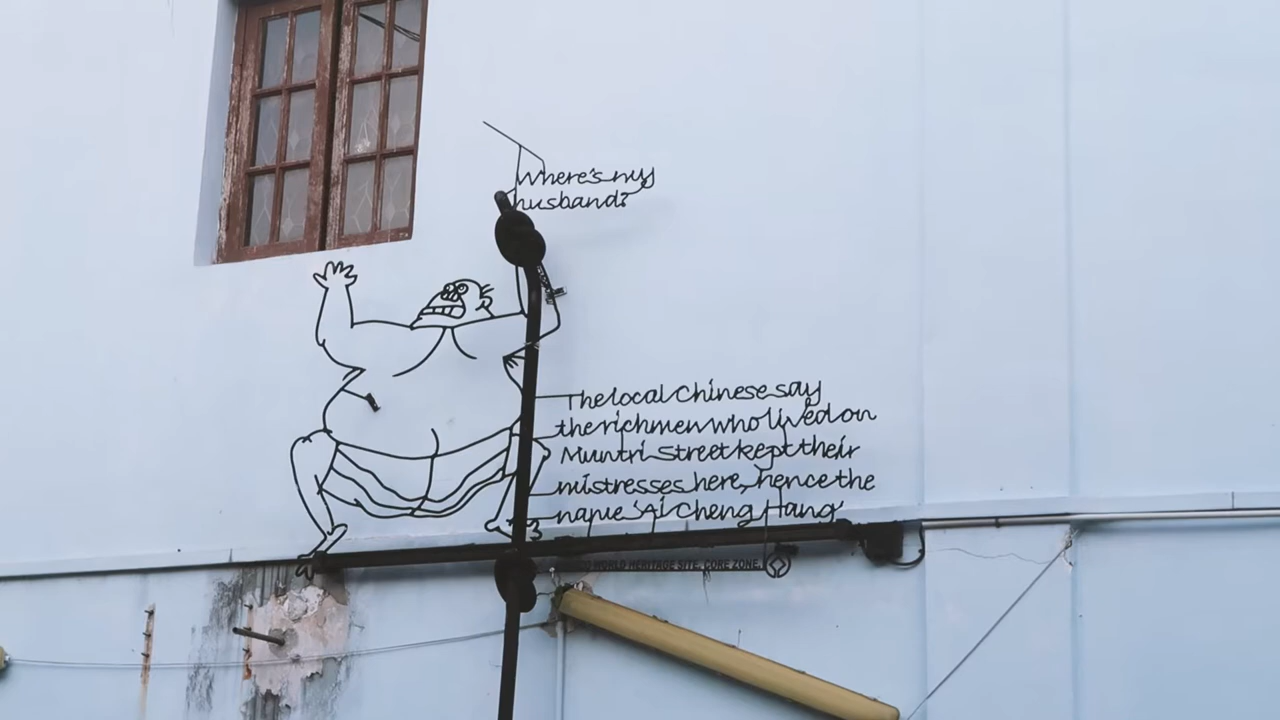 Where's my
husband?
The local Chinese say
the rich men who lived on
Muntri Street kept their
mistresses here, hence the
name 'Ai Cheng Hang'
WORLD HERITAGE SITE. CORE ZONE.